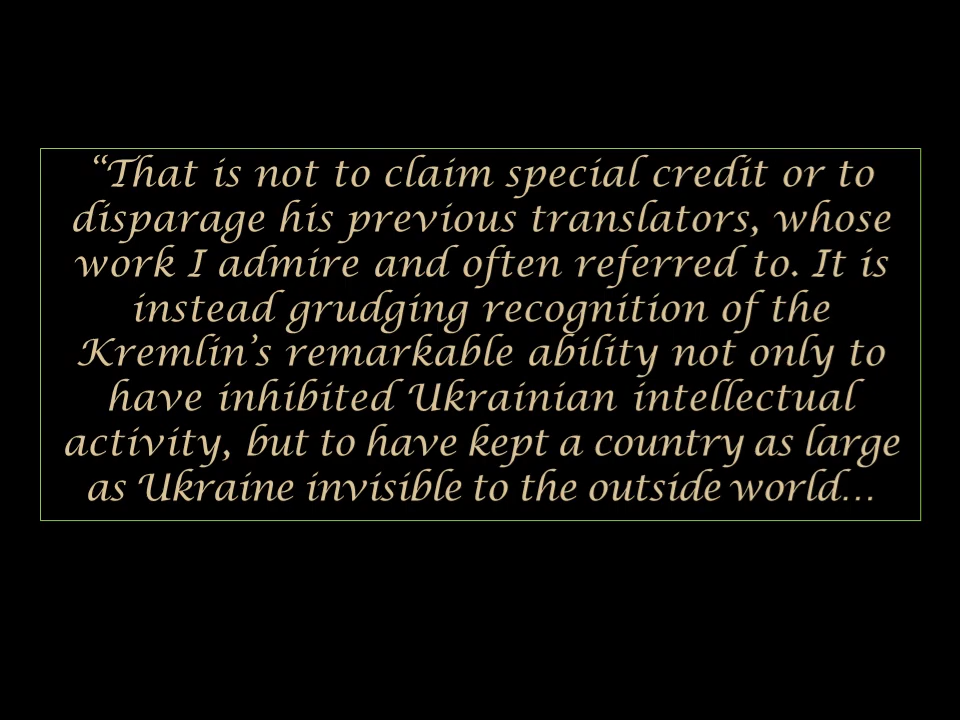 “That is not to claim special credit or to
disparage his previous translators, whose
work I admire and often referred to. It is
instead grudging recognition of the
Kremlin’s remarkable ability not only to
have inhibited Ukrainian intellectual
activity, but to have kept a country as large
as Ukraine invisible to the outside world…